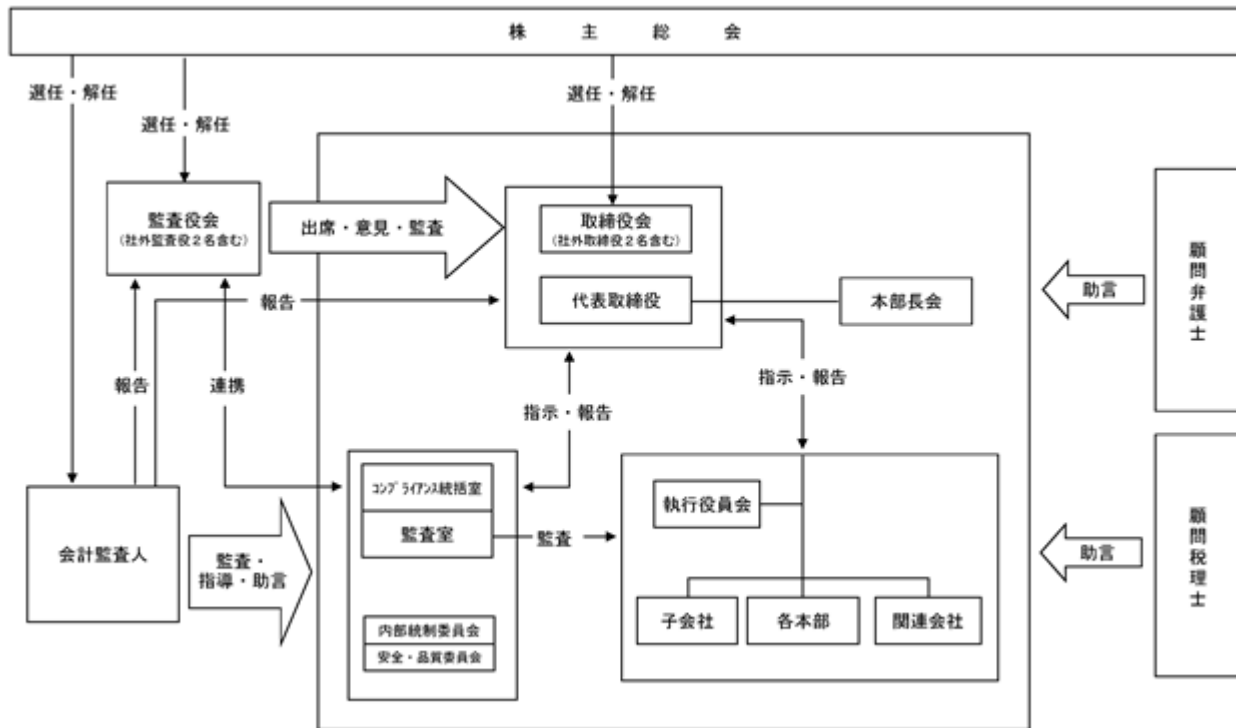 株主総会
選任・解任
選任・解任
選任・解任
監査役会
(社外監査役2名含む)
出席・意見・監査
取締役会
(社外取締役2名含む)
代表取締役
本部長会
助言
顧問弁護士
報告
報告
連携
指示・報告
指示・報告
コンプライアンス統括室
監査室
監査
執行役員会
会計監査人
監査・
指導・助言
内部統制委員会
安全・品質委員会
子会社
各本部
関連会社
助言
顧問税理士